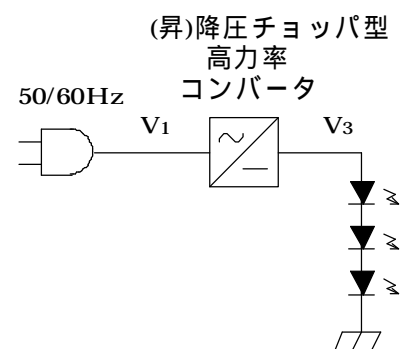 (昇)降圧チョッパ型
高力率
コンバータ
50/60Hz
V1
V3